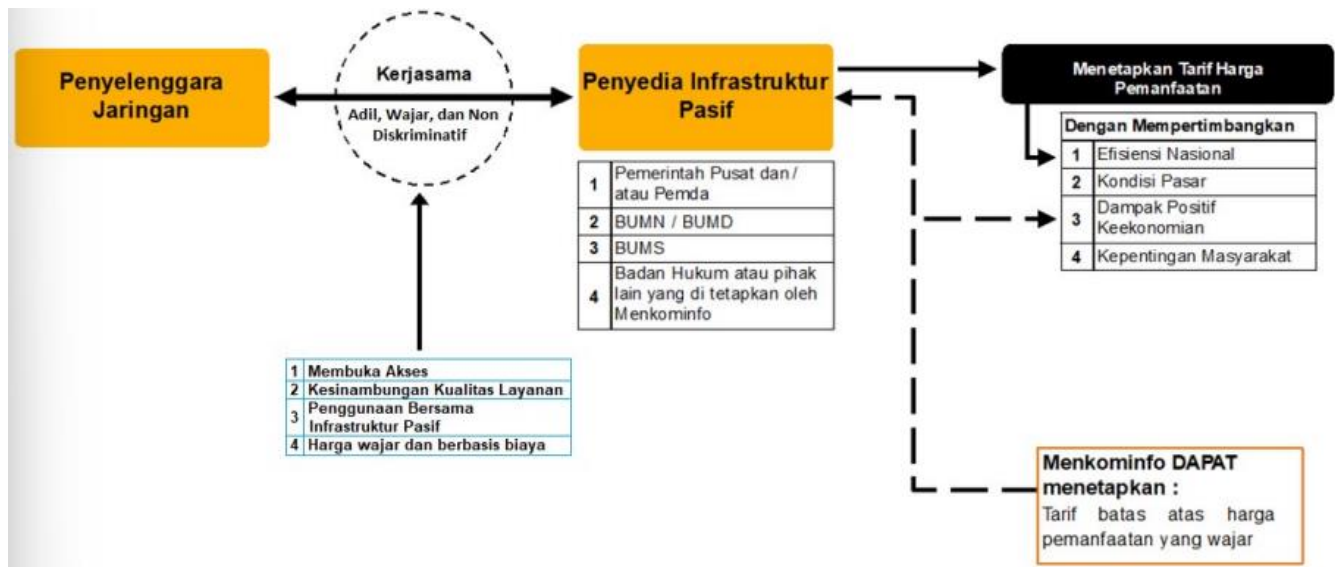 Penyelenggara
Jaringan
Kerjasama
Adil, Wajar, dan Non
Diskriminatif
Penyedia Infrastruktur
Pasif
Menetapkan Tarif Harga
Pemanfaatan
Dengan Mempertimbangkan
1 Efisiensi Nasional
2 Kondisi Pasar
3 Dampak Positif
Keekonomian
4 Kepentingan Masyarakat
1 Pemerintah Pusat dan /
atau Pemda
2 BUMN / BUMD
3 BUMS
4 Badan Hukum atau pihak
lain yang di tetapkan oleh
Menkominfo
1 Membuka Akses
2 Kesinambungan Kualitas Layanan
3 Penggunaan Bersama
Infrastruktur Pasif
4 Harga wajar dan berbasis biaya
Menkominfo DAPAT
menetapkan :
Tarif batas atas harga
pemanfaatan yang wajar